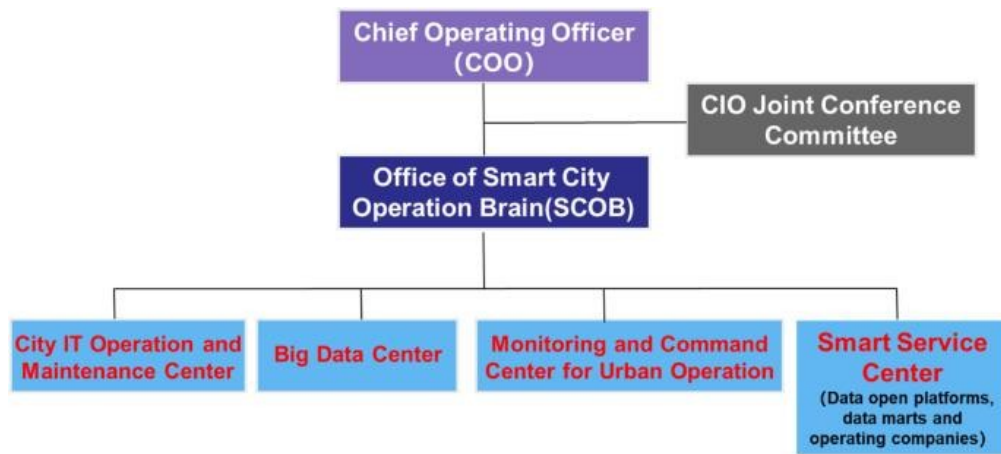 Chief Operating Officer
(COO)
CIO Joint Conference
Committee
Office of Smart City
Operation Brain(SCOB)
City IT Operation and
Maintenance Center
Big Data Center
Monitoring and Command
Center for Urban Operation
Smart Service
Center
(Data open platforms,
data marts and
operating companies)